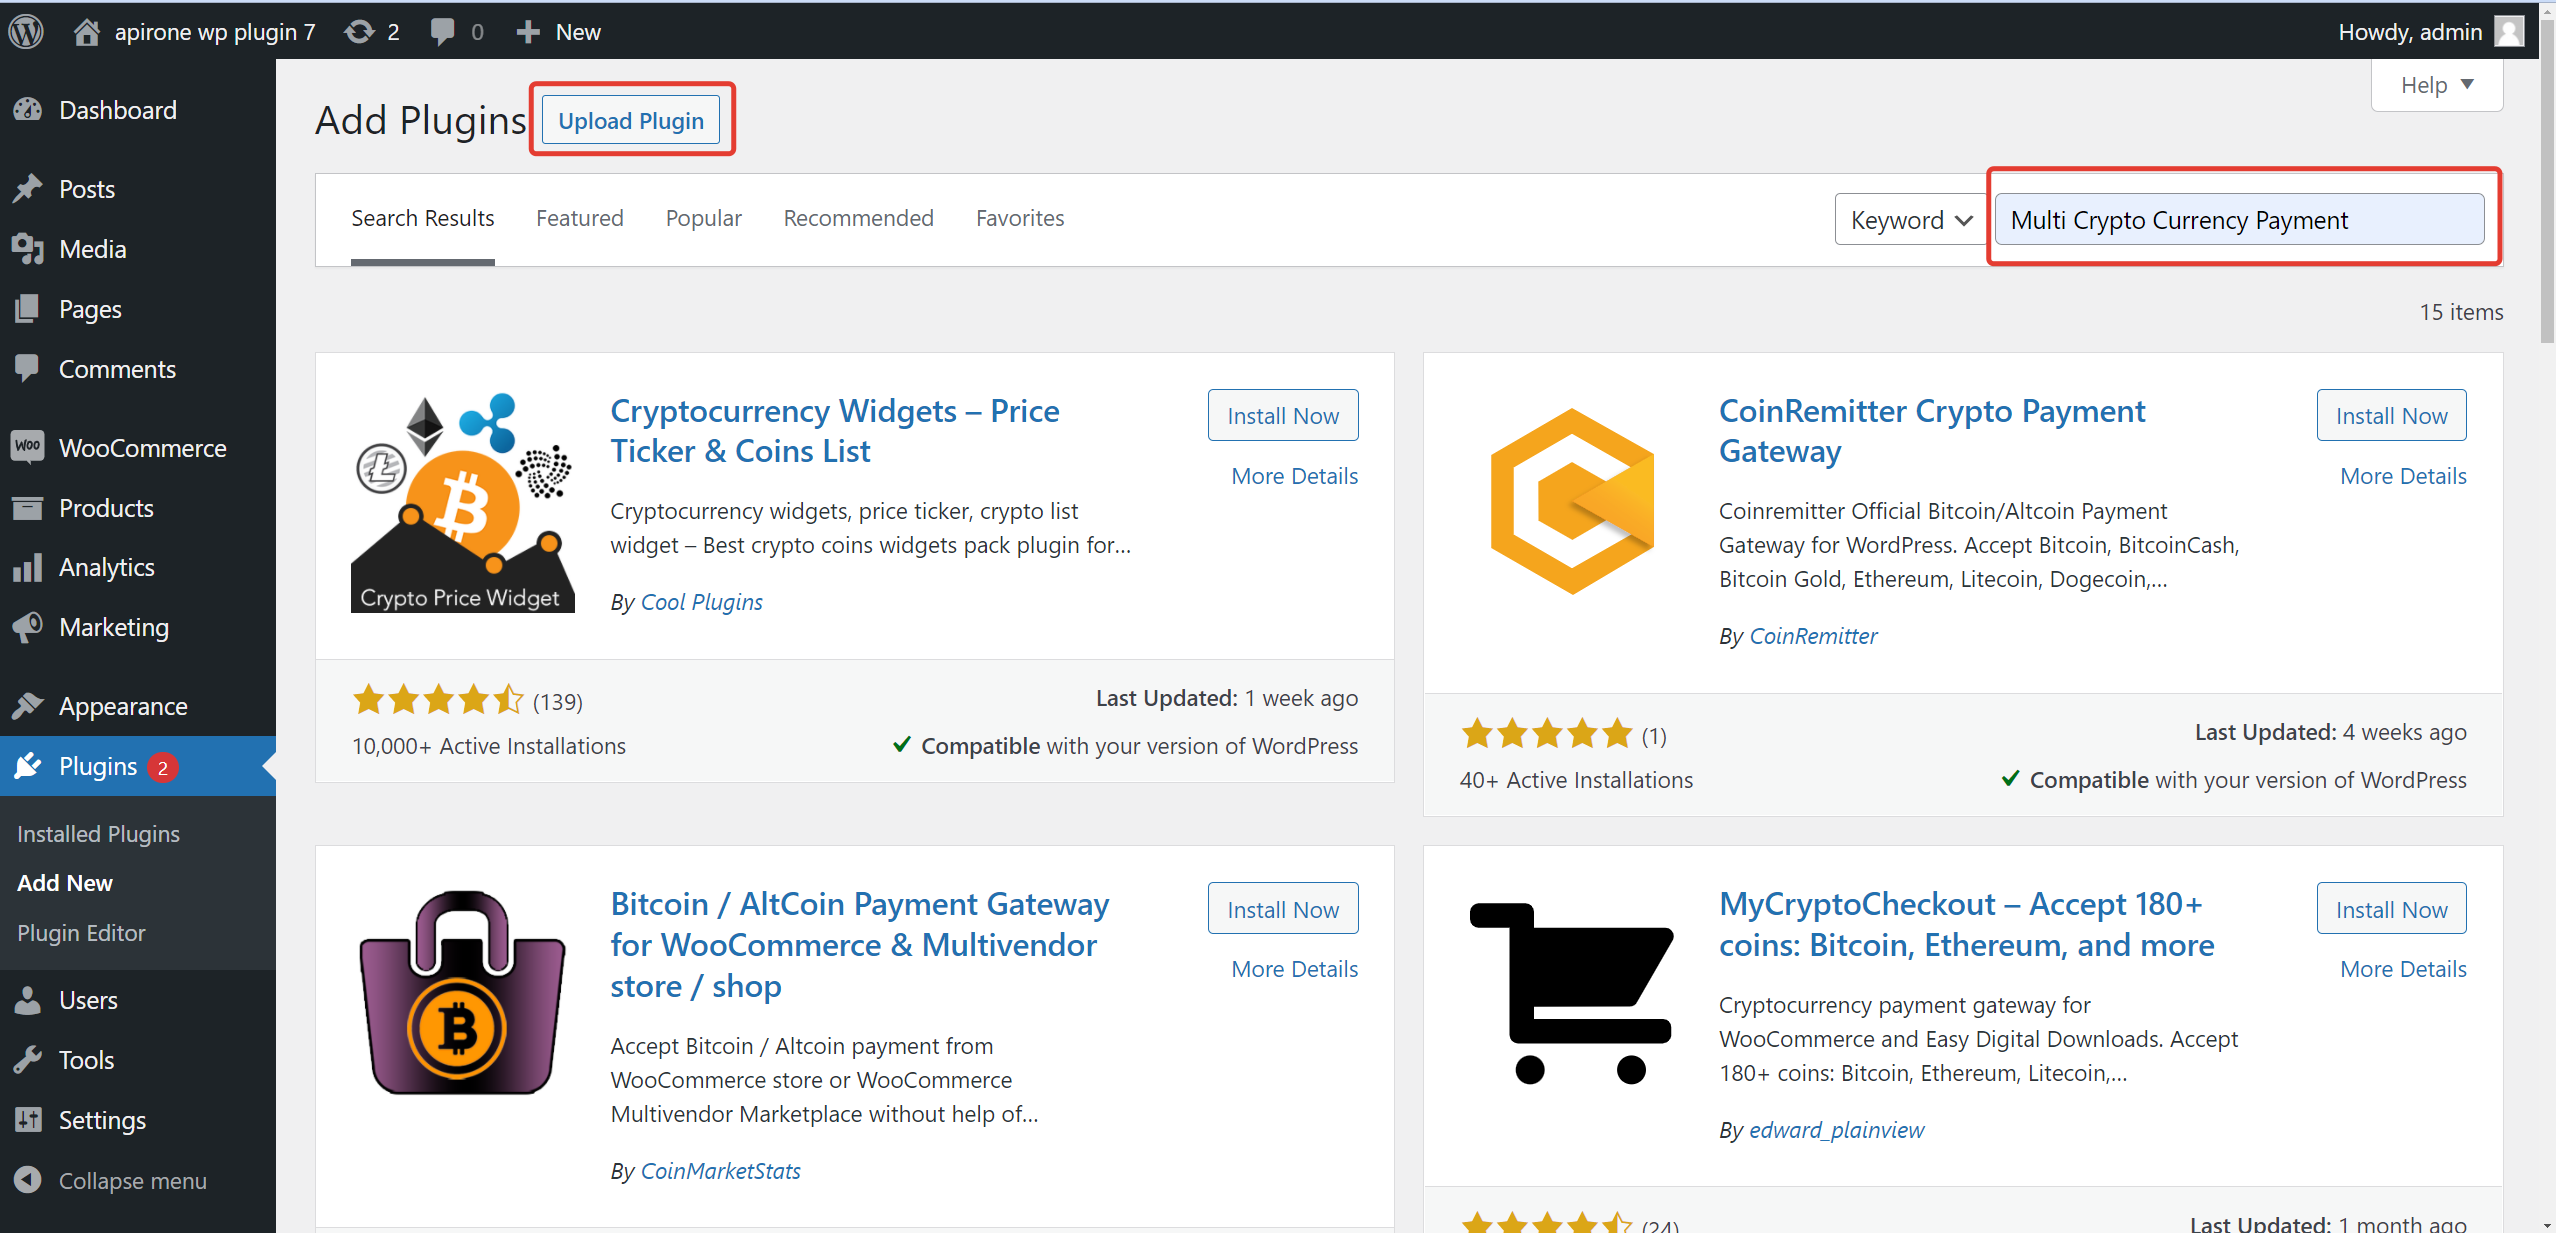 apirone wp plugin 7 2 0 New Howdy, admin
Help
Dashboard
Posts
Media
Pages
Comments
WOO WooCommerce
Products
Analytics
Marketing
Appearance
Plugins 2
Installed Plugins
Add New
Plugin Editor
Users
Tools
Settings
Collapse menu
Add Plugins Upload Plugin
Search Results Featured Popular Recommended Favorites Keyword Multi Crypto Currency Payment
15 items
Crypto Price Widget
Cryptocurrency Widgets – Price
Ticker & Coins List
Install Now
More Details
Cryptocurrency widgets, price ticker, crypto list
widget – Best crypto coins widgets pack plugin for...
By Cool Plugins
(139)
10,000+ Active Installations
Last Updated: 1 week ago
Compatible with your version of WordPress
CoinRemitter Crypto Payment
Gateway
Install Now
More Details
Coinremitter Official Bitcoin/Altcoin Payment
Gateway for WordPress. Accept Bitcoin, BitcoinCash,
Bitcoin Gold, Ethereum, Litecoin, Dogecoin,...
By CoinRemitter
(1)
40+ Active Installations
Last Updated: 4 weeks ago
Compatible with your version of WordPress
Bitcoin / AltCoin Payment Gateway
for WooCommerce & Multivendor
store / shop
Install Now
More Details
Accept Bitcoin / Altcoin payment from
WooCommerce store or WooCommerce
Multivendor Marketplace without help of...
By CoinMarketStats
MyCryptoCheckout – Accept 180+
coins: Bitcoin, Ethereum, and more
Install Now
More Details
Cryptocurrency payment gateway for
WooCommerce and Easy Digital Downloads. Accept
180+ coins: Bitcoin, Ethereum, Litecoin,...
By edward_plainview
(24)
Last Updated: 1 month ago